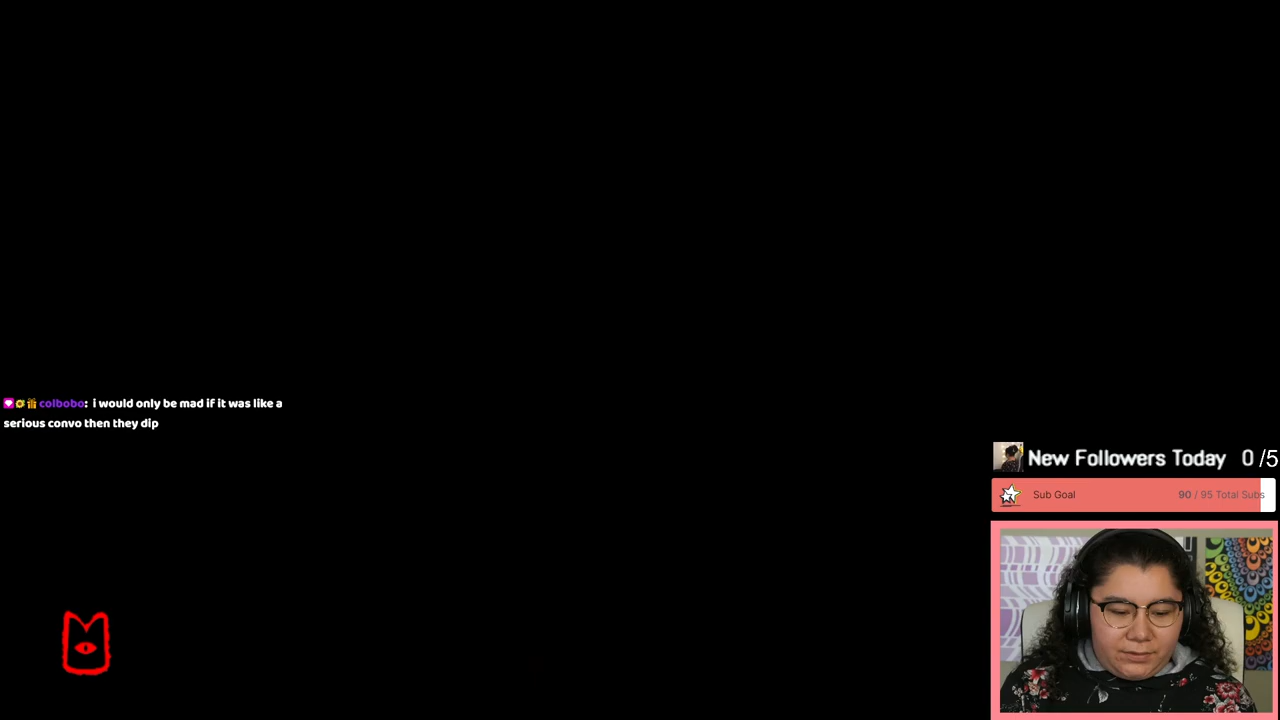 colbobo: i would only be mad if it was like a
serious convo then they dip
New Followers Today 0 /5
Sub Goal 90 / 95 Total Subs